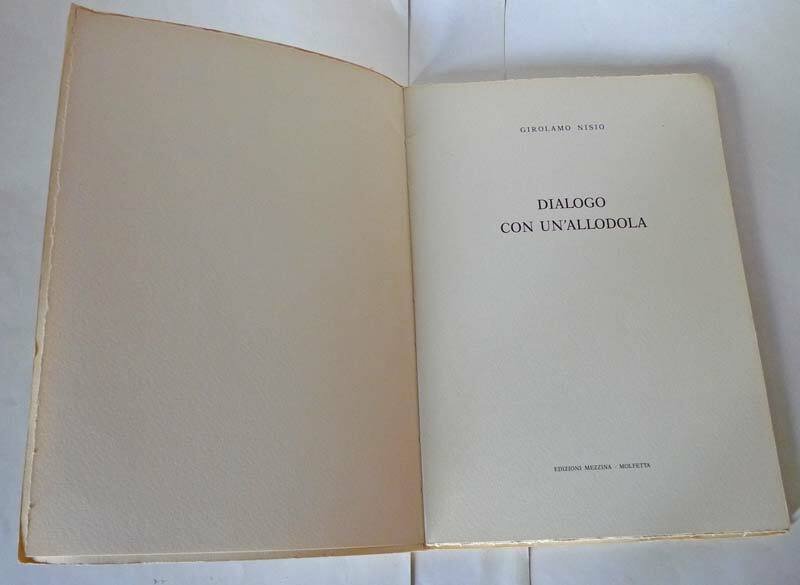 GIROLAMO NISIO
DIALOGO
CON UN'ALLODOLA
EDIZIONI MEZZINA - MOLFETTA